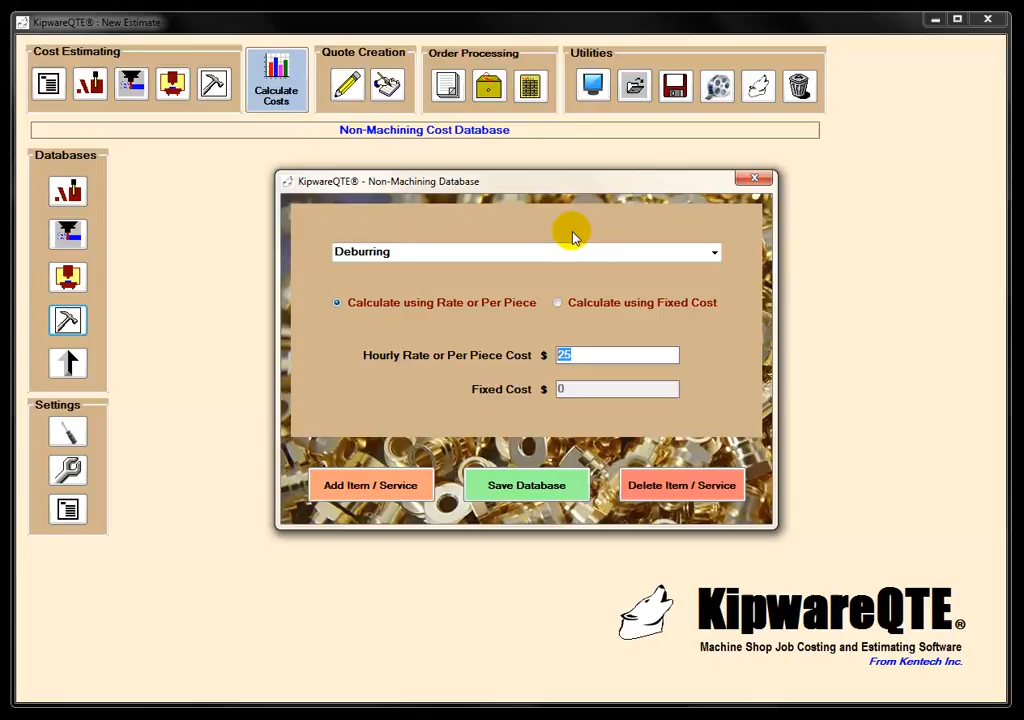 KipwareQTE® : New Estimate
Cost Estimating
Calculate
Costs
Quote Creation
Order Processing
Utilities
Non-Machining Cost Database
Databases
Settings
KipwareQTE® - Non-Machining Database
Deburring
Calculate using Rate or Per Piece
Calculate using Fixed Cost
Hourly Rate or Per Piece Cost $ 25
Fixed Cost $ 0
Add Item / Service
Save Database
Delete Item / Service
KipwareQTE®
Machine Shop Job Costing and Estimating Software
From Kentech Inc.